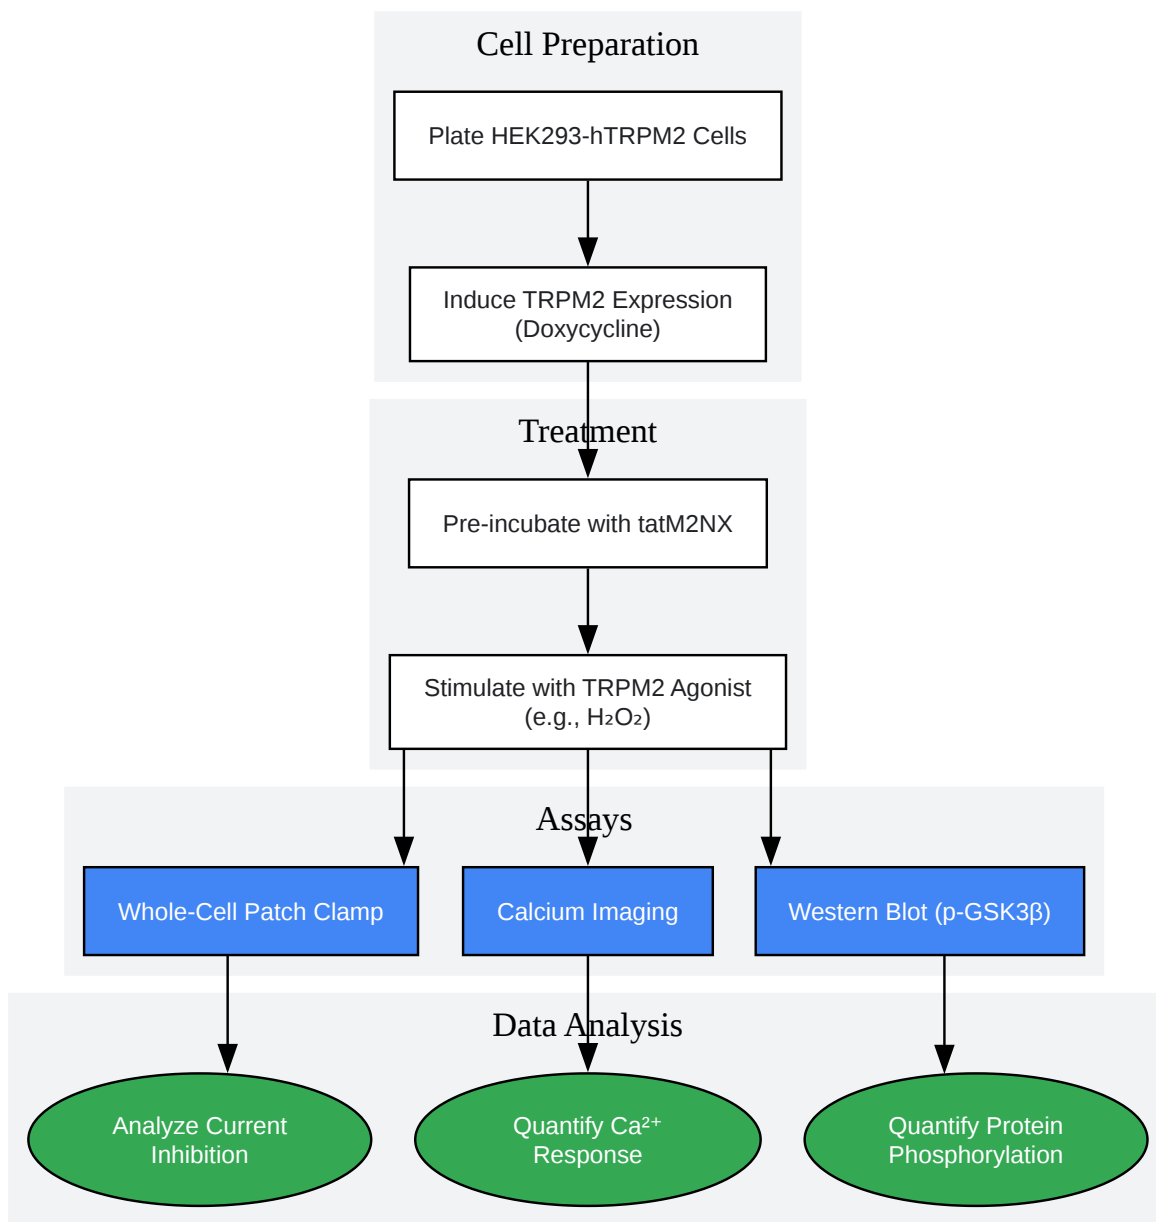 Cell Preparation
Plate HEK293-hTRPM2 Cells
Induce TRPM2 Expression
(Doxycycline)
Treatment
Pre-incubate with tatM2NX
Stimulate with TRPM2 Agonist
(e.g., H₂O₂)
Assays
Whole-Cell Patch Clamp
Calcium Imaging
Western Blot (p-GSK3β)
Data Analysis
Analyze Current
Inhibition
Quantify Ca²⁺
Response
Quantify Protein
Phosphorylation